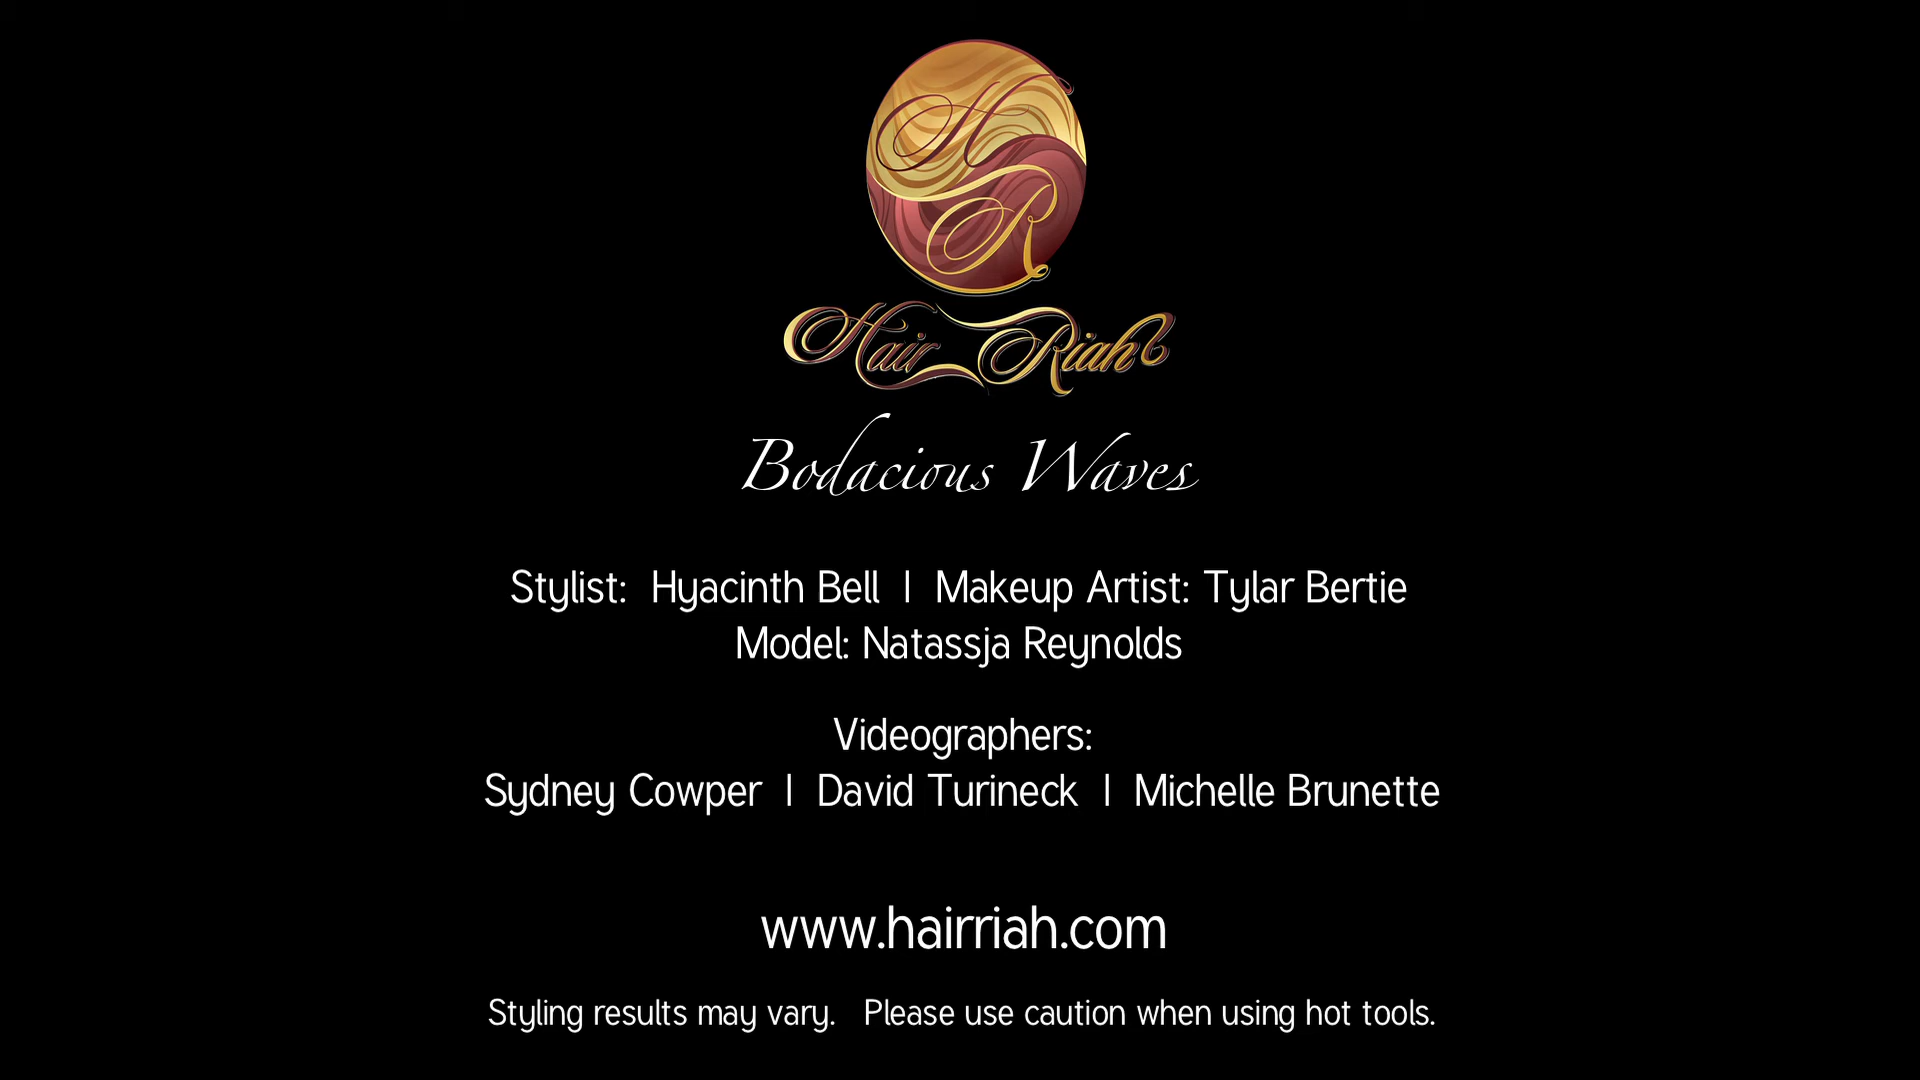 H
R
Hair Riah
Bodacious Waves
Stylist: Hyacinth Bell | Makeup Artist: Tylar Bertie
Model: Natassja Reynolds
Videographers:
Sydney Cowper | David Turineck | Michelle Brunette
www.hairriah.com
Styling results may vary. Please use caution when using hot tools.